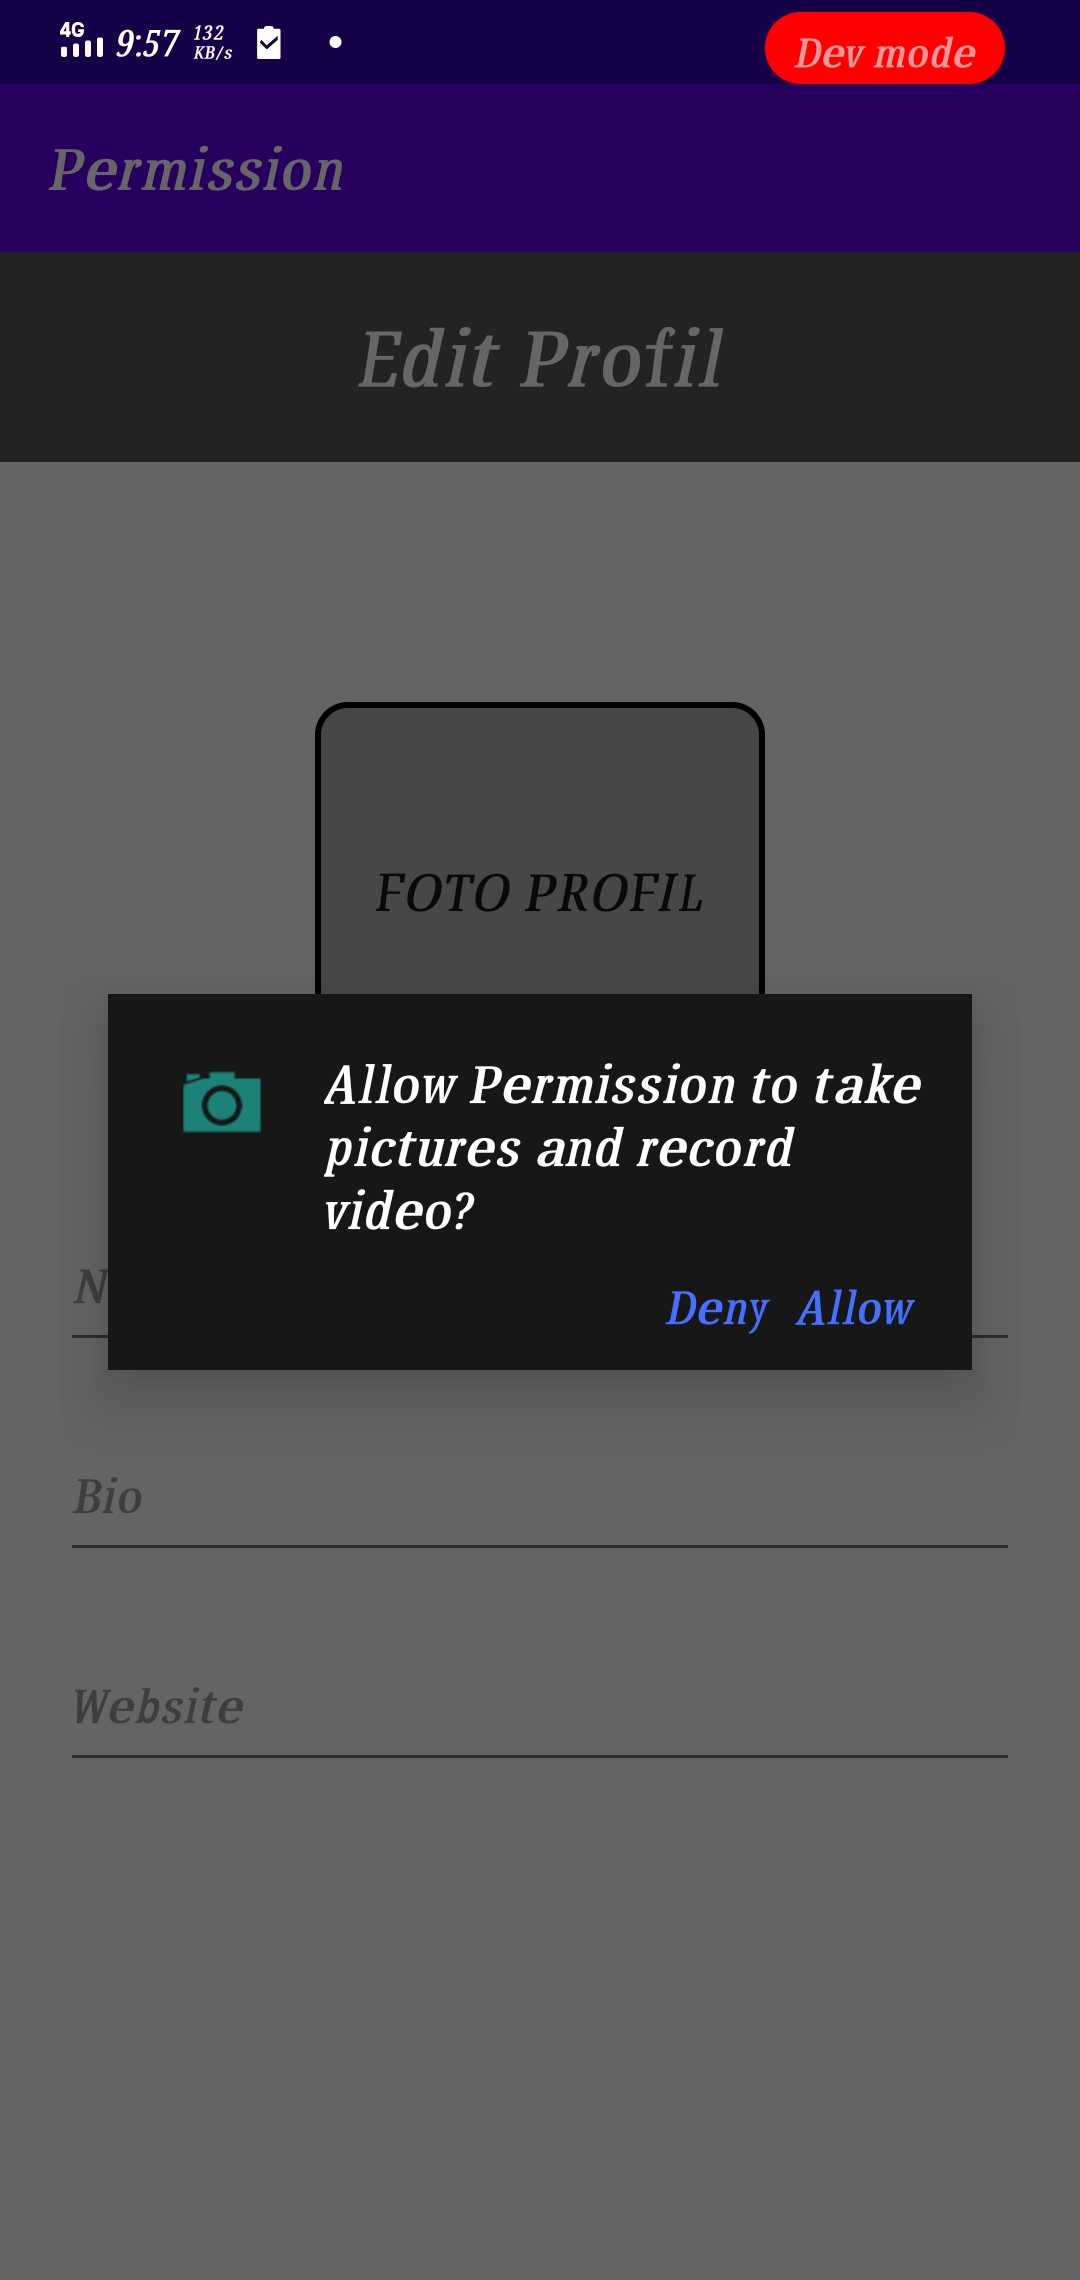 4G 9:57 132 KB/s Dev mode
Permission
Edit Profil
FOTO PROFIL
Allow Permission to take
pictures and record
video?
N
Deny Allow
Bio
Website